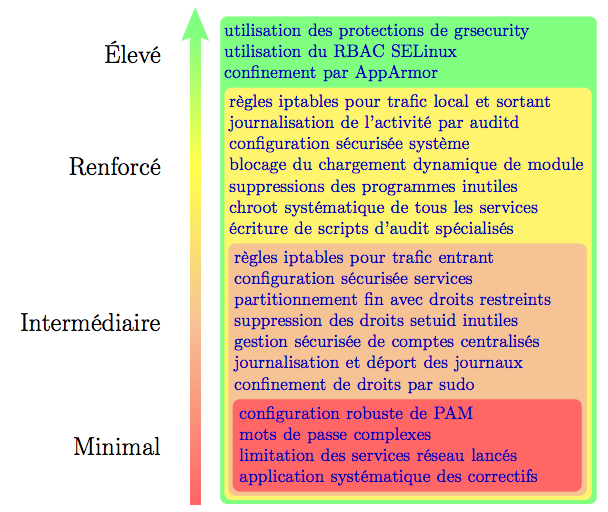 Élevé
utilisation des protections de grsecurity
utilisation du RBAC SELinux
confinement par AppArmor
Renforcé
règles iptables pour trafic local et sortant
journalisation de l'activité par auditd
configuration sécurisée système
blocage du chargement dynamique de module
suppressions des programmes inutiles
chroot systématique de tous les services
écriture de scripts d'audit spécialisés
Intermédiaire
règles iptables pour trafic entrant
configuration sécurisée services
partitionnement fin avec droits restreints
suppression des droits setuid inutiles
gestion sécurisée de comptes centralisés
journalisation et déport des journaux
confinement de droits par sudo
Minimal
configuration robuste de PAM
mots de passe complexes
limitation des services réseau lancés
application systématique des correctifs